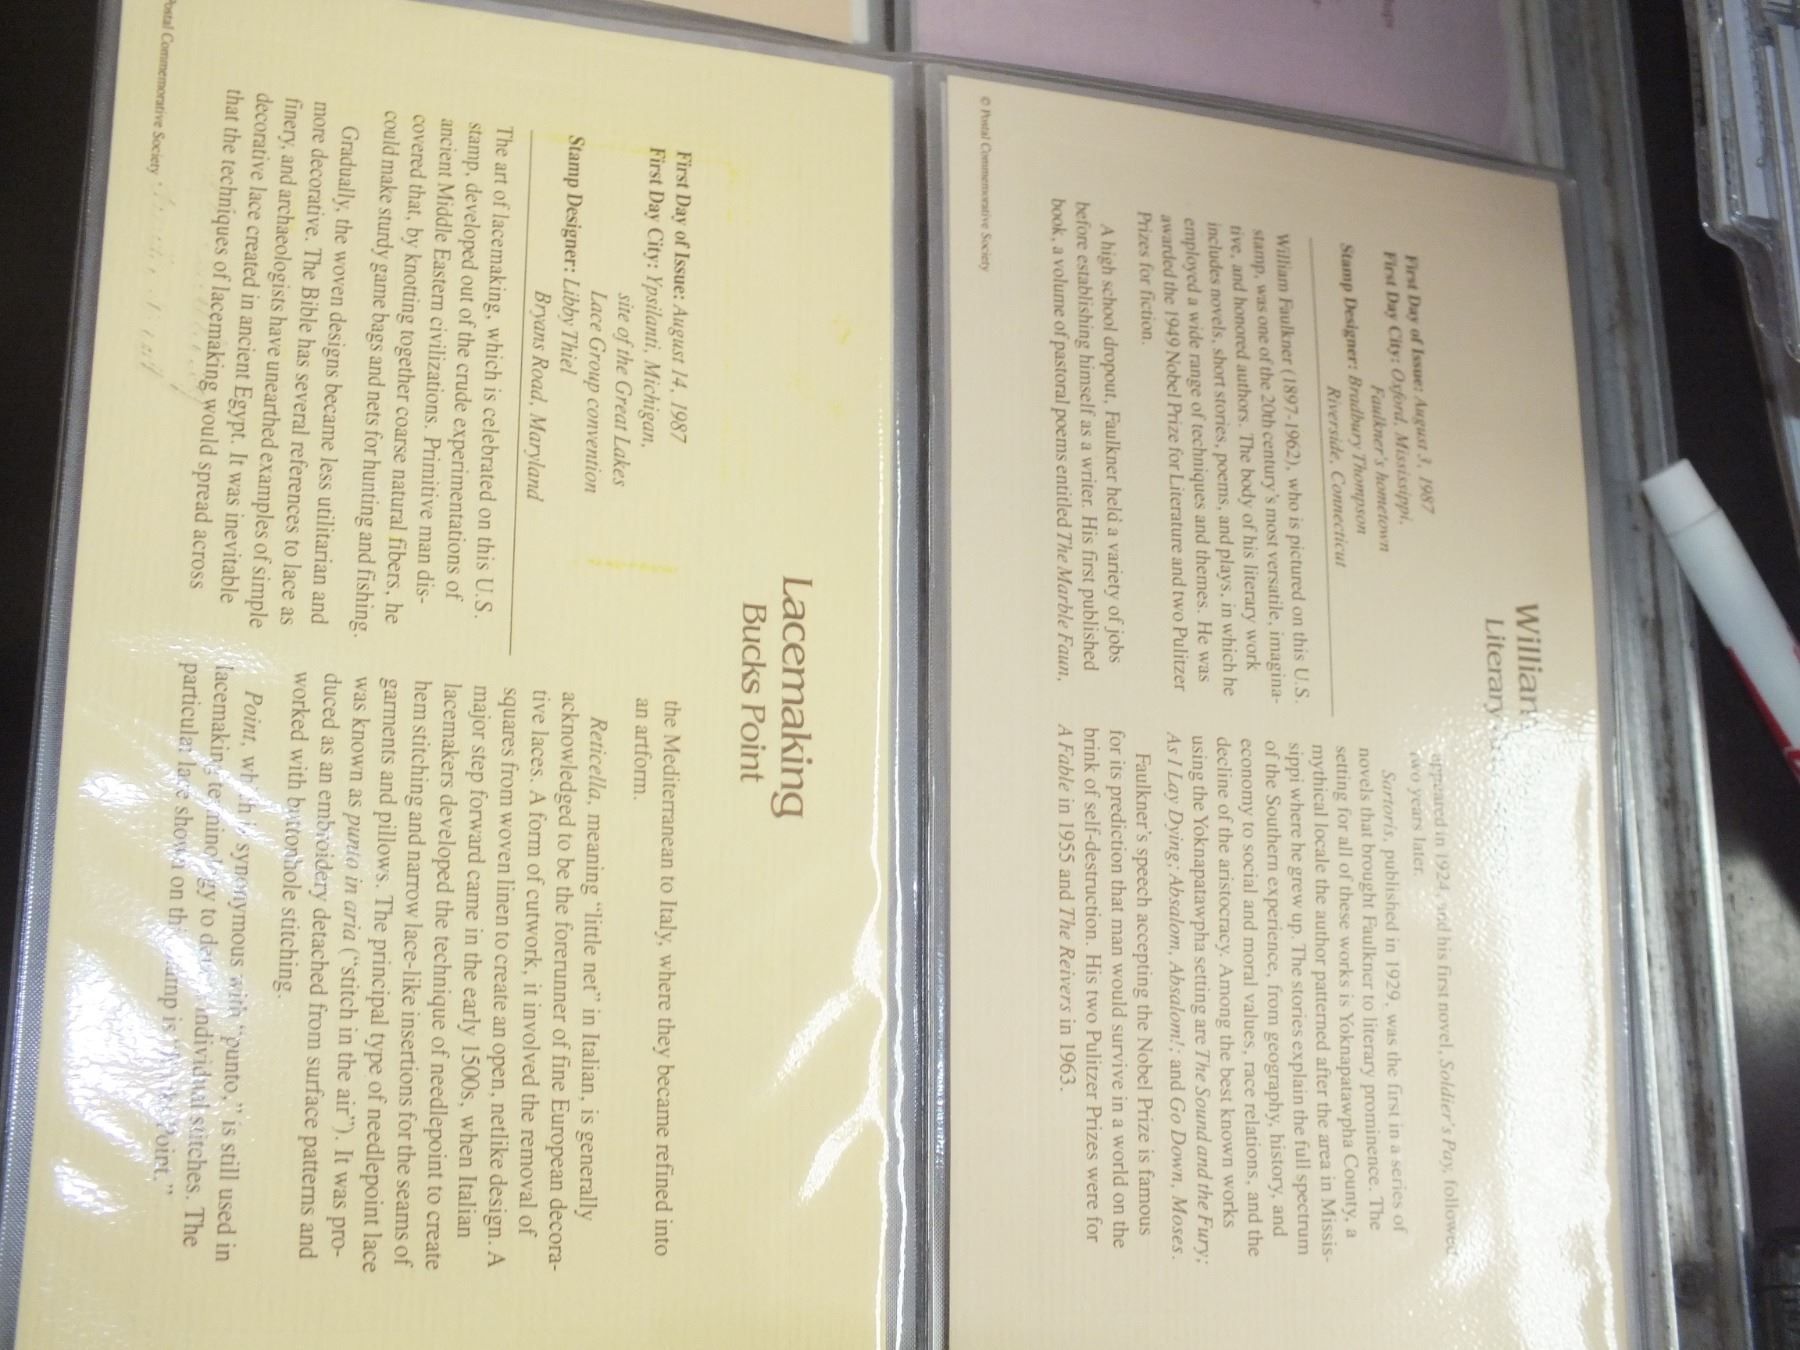 Lacemaking
Bucks Point
First Day of Issue: August 14, 1987
First Day City: Ypsilanti, Michigan,
site of the Great Lakes
Lace Group convention
Stamp Designer: Libby Thiel
Bryans Road, Maryland
The art of lacemaking, which is celebrated on this U.S.
stamp, developed out of the crude experimentations of
ancient Middle Eastern civilizations. Primitive man dis-
covered that, by knotting together coarse natural fibers, he
could make sturdy game bags and nets for hunting and fishing.
Gradually, the woven designs became less utilitarian and
more decorative. The Bible has several references to lace as
finery, and archaeologists have unearthed examples of simple
decorative lace created in ancient Egypt. It was inevitable
that the techniques of lacemaking would spread across
the Mediterranean to Italy, where they became refined into
an artform.
Reticella, meaning "little net" in Italian, is generally
acknowledged to be the forerunner of fine European decora-
tive laces. A form of cutwork, it involved the removal of
squares from woven linen to create an open, netlike design. A
major step forward came in the early 1500s, when Italian
lacemakers developed the technique of needlepoint to create
hem stitching and narrow lace-like insertions for the seams of
garments and pillows. The principal type of needlepoint lace
was known as punto in aria ("stitch in the air"). It was pro-
duced as an embroidery detached from surface patterns and
worked with buttonhole stitching.
Point, which is synonymous with "punto," is still used in
lacemaking terminology to individual stitches. The
particular lace shown on this stamp is Point."
Postal Commemorative Society
William
Literary
First Day of Issue: August 3, 1987
First Day City: Oxford, Mississippi,
Faulkner's hometown
Stamp Designer: Bradbury Thompson
Riverside, Connecticut
William Faulkner (1897-1962), who is pictured on this U.S.
stamp, was one of the 20th century's most versatile, imagina-
tive, and honored authors. The body of his literary work
includes novels, short stories, poems, and plays, in which he
employed a wide range of techniques and themes. He was
awarded the 1949 Nobel Prize for Literature and two Pulitzer
Prizes for fiction.
A high school dropout, Faulkner held a variety of jobs
before establishing himself as a writer. His first published
book, a volume of pastoral poems entitled The Marble Faun,
appeared in 1924, and his first novel, Soldier's Pay, followed
two years later.
Sartoris, published in 1929, was the first in a series of
novels that brought Faulkner to literary prominence. The
setting for all of these works is Yoknapatawpha County, a
mythical locale the author patterned after the area in Missis-
sippi where he grew up. The stories explain the full spectrum
of the Southern experience, from geography, history, and
economy to social and moral values, race relations, and the
decline of the aristocracy. Among the best known works
using the Yoknapatawpha setting are The Sound and the Fury;
As I Lay Dying; Absalom, Absalom!; and Go Down, Moses.
Faulkner's speech accepting the Nobel Prize is famous
for its prediction that man would survive in a world on the
brink of self-destruction. His two Pulitzer Prizes were for
A Fable in 1955 and The Reivers in 1963.
© Postal Commemorative Society